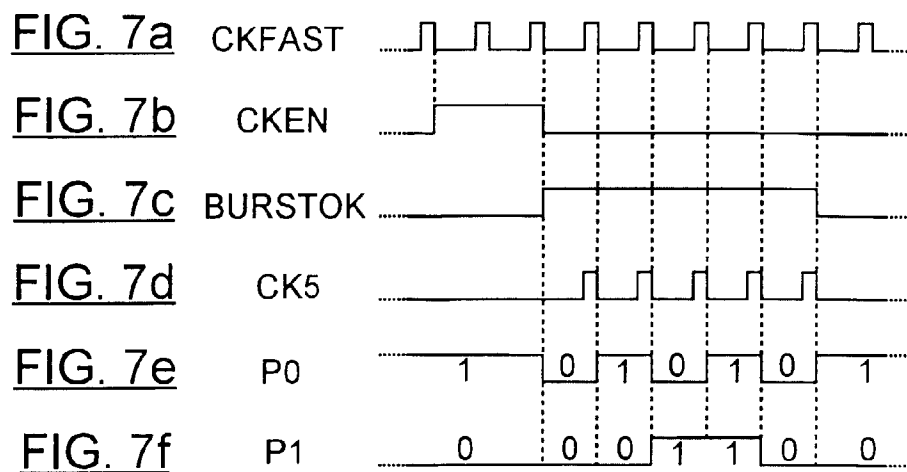 FIG. 7a CKFAST
FIG. 7b CKEN
FIG. 7c BURSTOK
FIG. 7d CK5
FIG. 7e P0 1 0 1 0 1 0 1
FIG. 7f P1 0 0 0 1 1 0 0